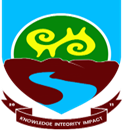 KNOWLEDGE INTEGRITY IMPACT